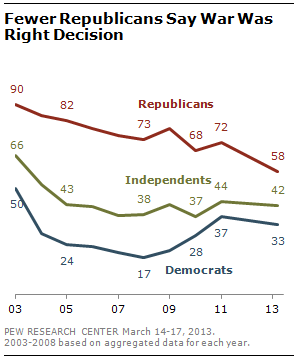 Fewer Republicans Say War Was
Right Decision
90
82
73
68
72
58
Republicans
66
43
38
37
44
42
Independents
50
24
17
28
37
33
Democrats
03 05 07 09 11 13
PEW RESEARCH CENTER March 14-17, 2013.
2003-2008 based on aggregated data for each year.